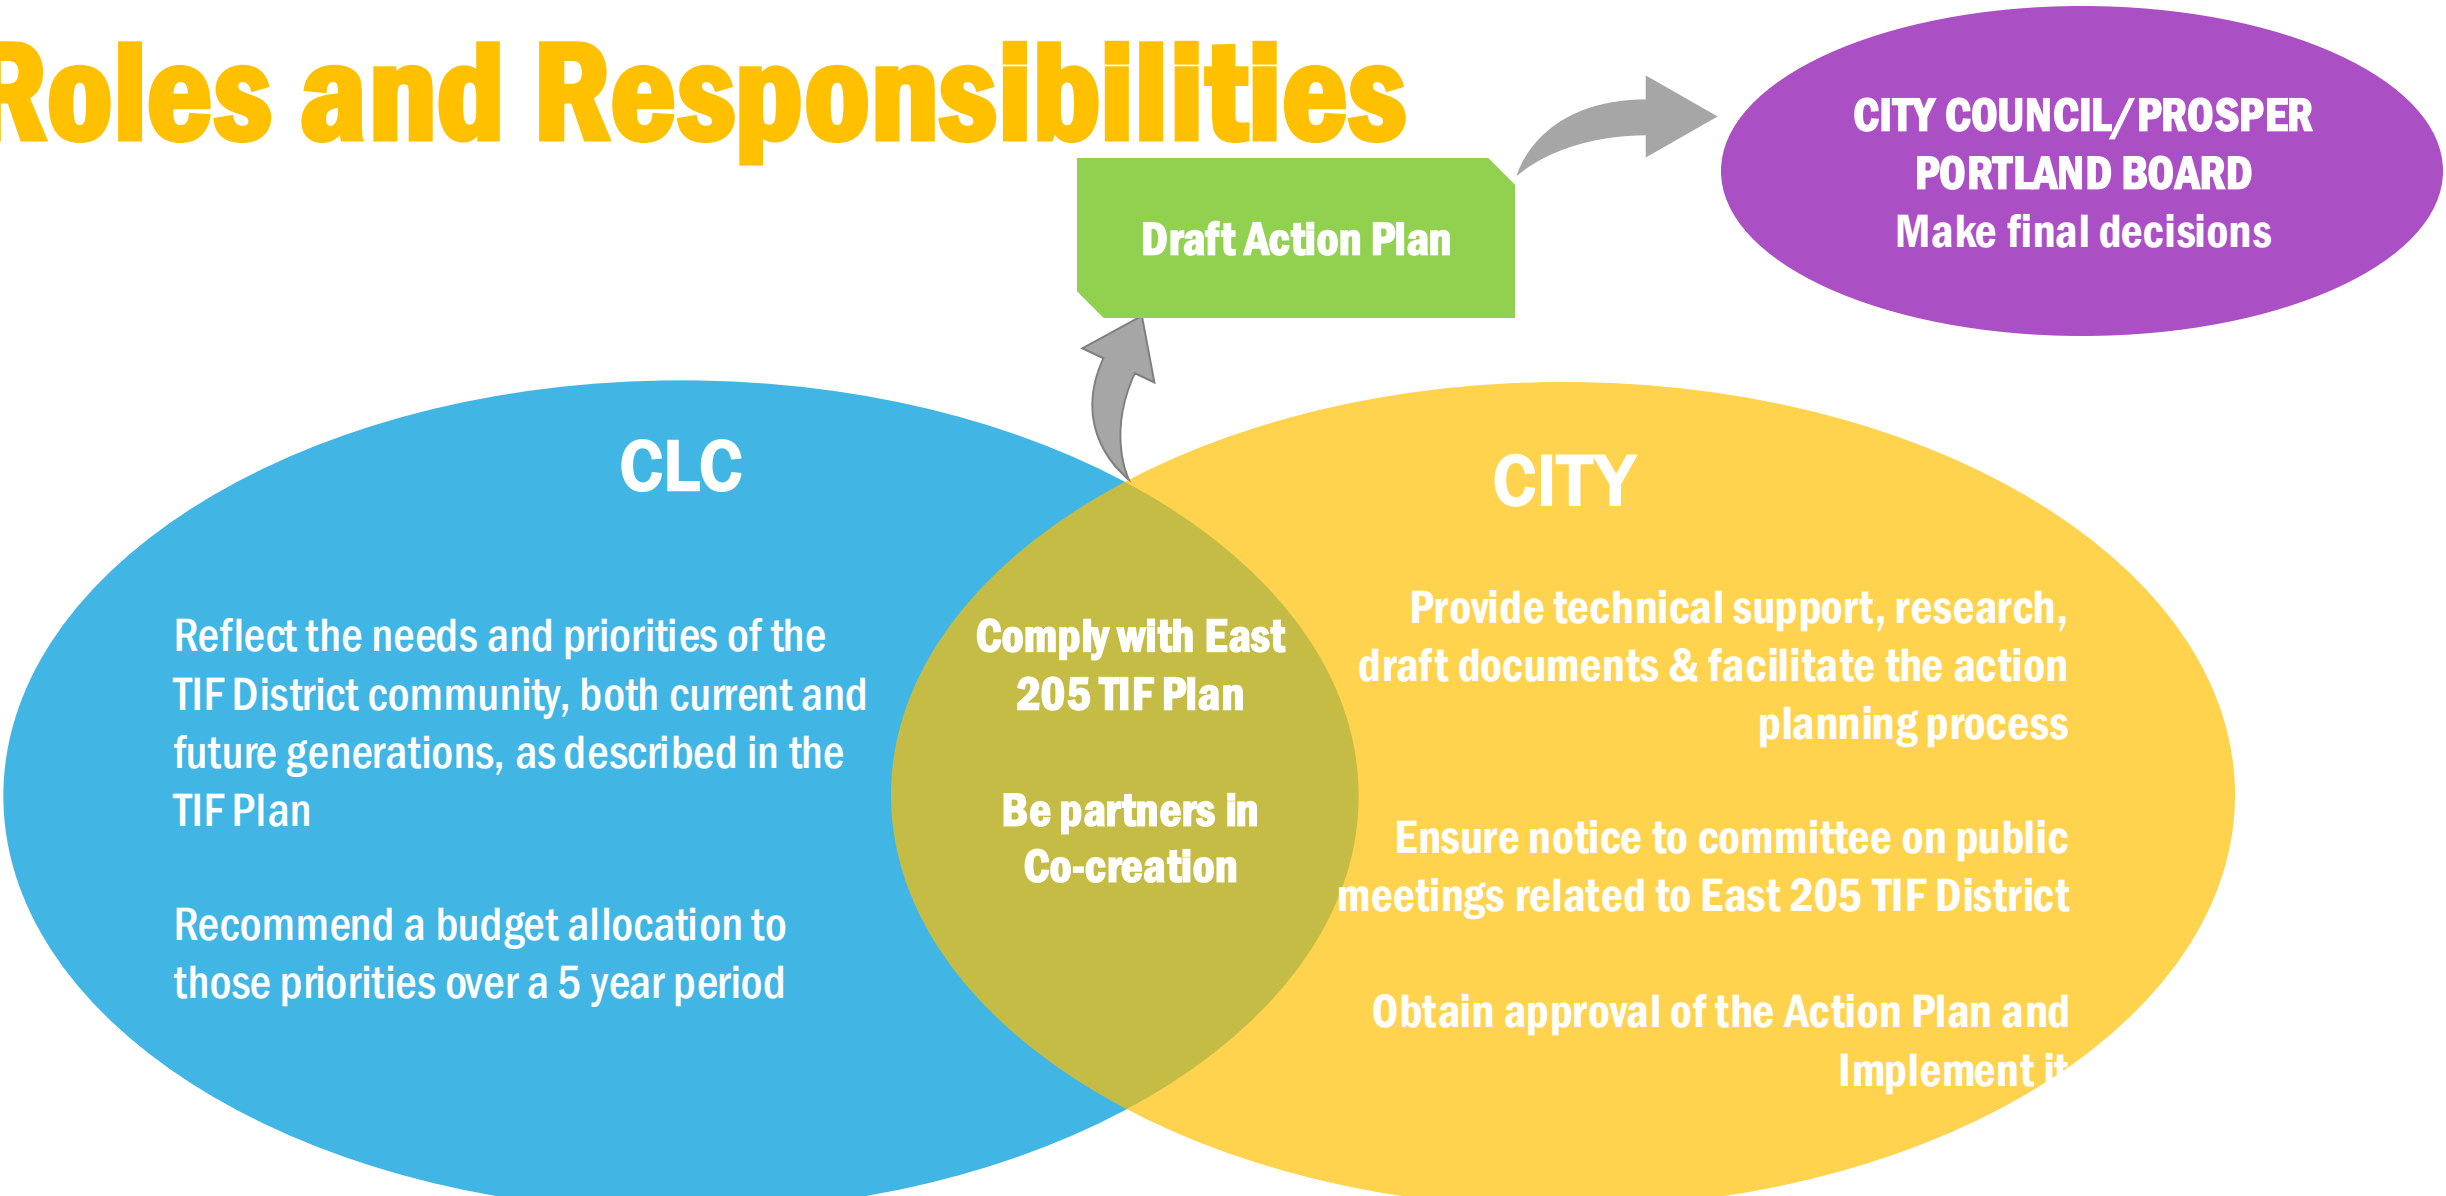 Roles and Responsibilities
CITY COUNCIL/PROSPER
PORTLAND BOARD
Make final decisions
Draft Action Plan
CLC
Reflect the needs and priorities of the
TIF District community, both current and
future generations, as described in the
TIF Plan
Recommend a budget allocation to
those priorities over a 5 year period
Comply with East
205 TIF Plan
Be partners in
Co-creation
CITY
Provide technical support, research,
draft documents & facilitate the action
planning process
Ensure notice to committee on public
meetings related to East 205 TIF District
Obtain approval of the Action Plan and
Implement it